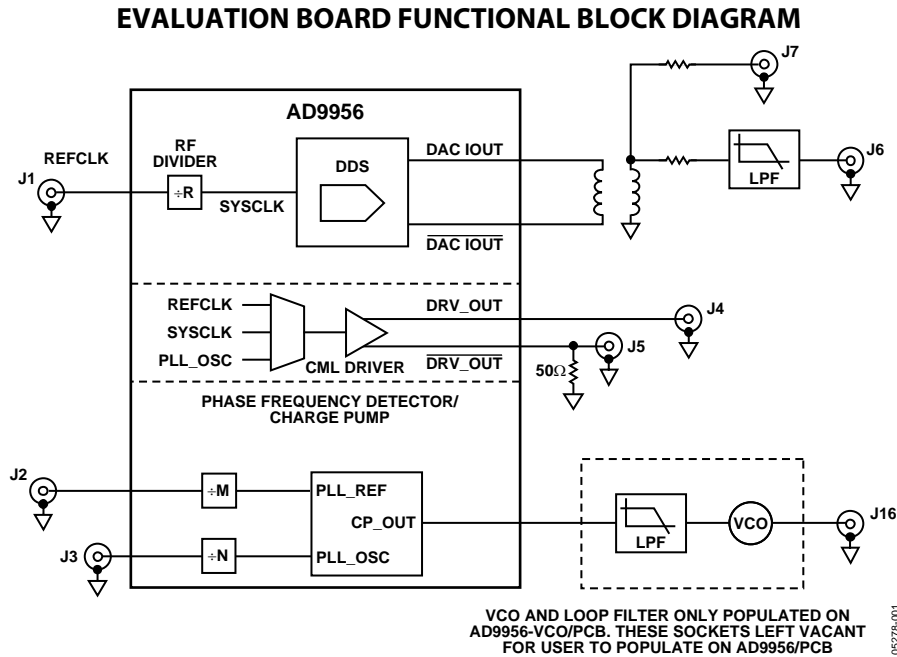 EVALUATION BOARD FUNCTIONAL BLOCK DIAGRAM
J7
AD9956
REFCLK
RF
DIVIDER
DDS
DAC IOUT
J1
÷R
SYSCLK
LPF
J6
DAC IOUT
REFCLK
SYSCLK
PLL_OSC
CML DRIVER
DRV_OUT
J4
DRV_OUT
J5
50Ω
PHASE FREQUENCY DETECTOR/
CHARGE PUMP
J2
÷M
PLL_REF
CP_OUT
LPF
VCO
J16
J3
÷N
PLL_OSC
VCO AND LOOP FILTER ONLY POPULATED ON
AD9956-VCO/PCB. THESE SOCKETS LEFT VACANT
FOR USER TO POPULATE ON AD9956/PCB
05278-001